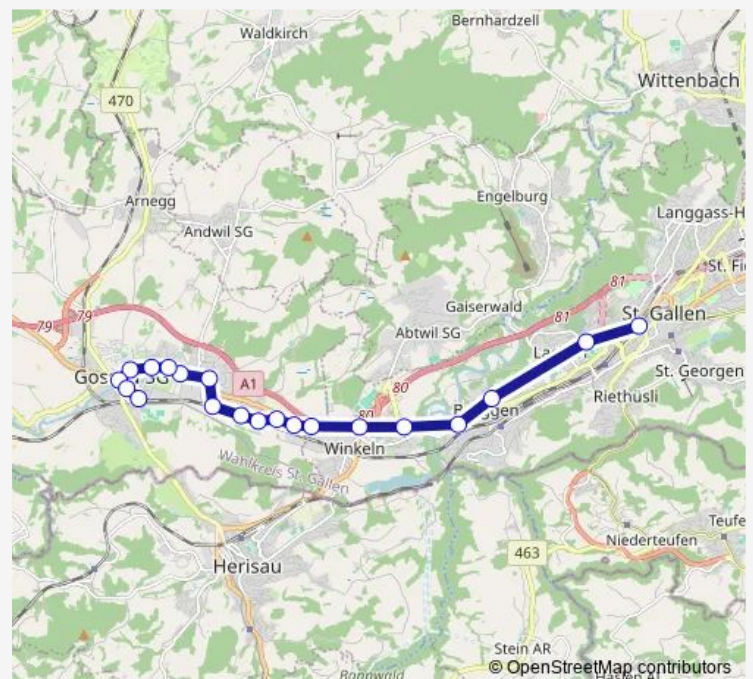 Bernhardzell
Waldkirch
Wittenbach
470
Arnegg
Engelburg
Langgass-H
Andwil SG
St. Fi
81
81
Gaiserwald
St. Gallen
79
79
Abtwil SG
St. Georgen
A1
80
Riethüsli
80
Winkeln
Wahlkreis St. Gallen
Teufe
463
Niederteufen
Herisau
Stein AR
© OpenStreetMap contributors